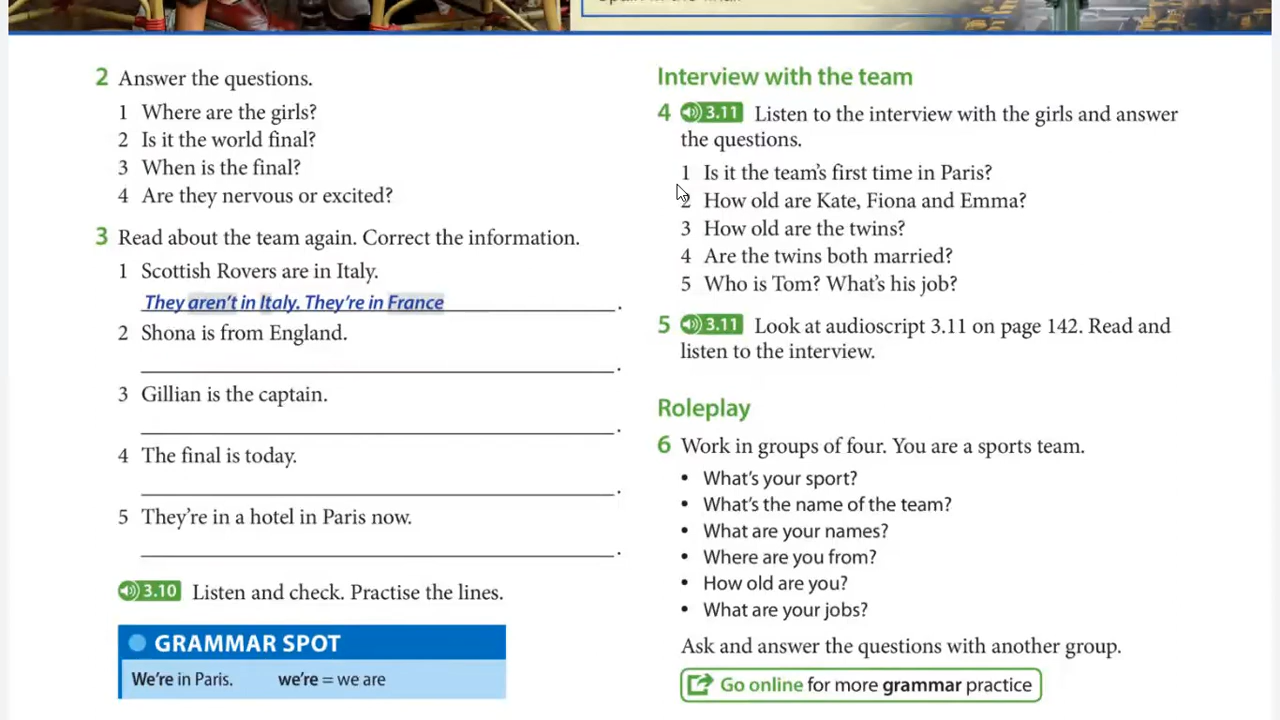 2 Answer the questions.
1 Where are the girls?
2 Is it the world final?
3 When is the final?
4 Are they nervous or excited?
3 Read about the team again. Correct the information.
1 Scottish Rovers are in Italy.
They aren't in Italy. They're in France.
2 Shona is from England.
3 Gillian is the captain.
4 The final is today.
5 They're in a hotel in Paris now.
3.10 Listen and check. Practise the lines.
GRAMMAR SPOT
We're in Paris. we're = we are
Interview with the team
4 3.11 Listen to the interview with the girls and answer
the questions.
1 Is it the team's first time in Paris?
2 How old are Kate, Fiona and Emma?
3 How old are the twins?
4 Are the twins both married?
5 Who is Tom? What's his job?
5 3.11 Look at audioscript 3.11 on page 142. Read and
listen to the interview.
Roleplay
6 Work in groups of four. You are a sports team.
• What's your sport?
• What's the name of the team?
• What are your names?
• Where are you from?
• How old are you?
• What are your jobs?
Ask and answer the questions with another group.
Go online for more grammar practice